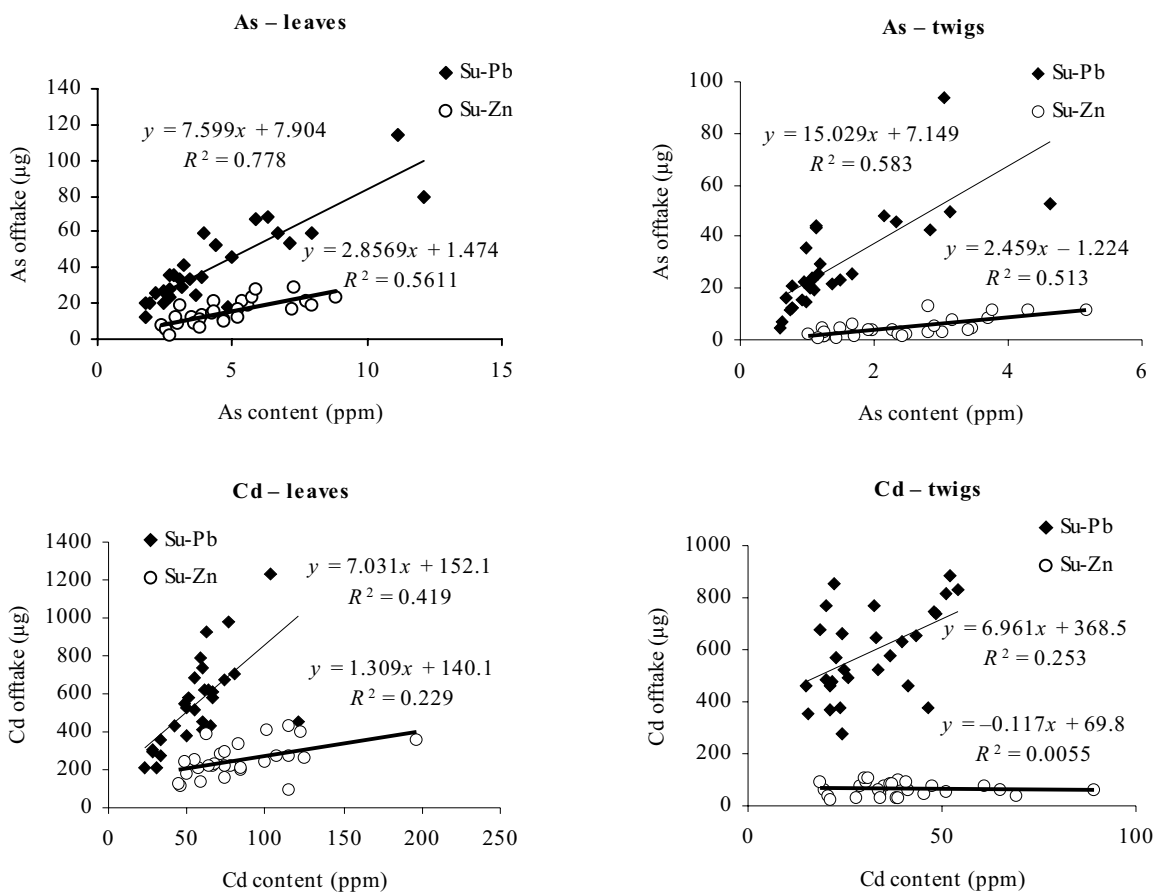 As – leaves
Su-Pb
Su-Zn
140
120
100
80
60
40
20
0
As offtake (µg)
y = 7.599x + 7.904
R² = 0.778
y = 2.8569x + 1.474
R² = 0.5611
0
5
10
15
As content (ppm)
As – twigs
Su-Pb
Su-Zn
100
80
60
40
20
0
As offtake (µg)
y = 15.029x + 7.149
R² = 0.583
y = 2.459x – 1.224
R² = 0.513
0
2
4
6
As content (ppm)
Cd – leaves
Su-Pb
Su-Zn
1400
1200
1000
800
600
400
200
0
Cd offtake (µg)
y = 7.031x + 152.1
R² = 0.419
y = 1.309x + 140.1
R² = 0.229
0
50
100
150
200
250
Cd content (ppm)
Cd – twigs
Su-Pb
Su-Zn
1000
800
600
400
200
0
Cd offtake (µg)
y = 6.961x + 368.5
R² = 0.253
y = –0.117x + 69.8
R² = 0.0055
0
50
100
Cd content (ppm)